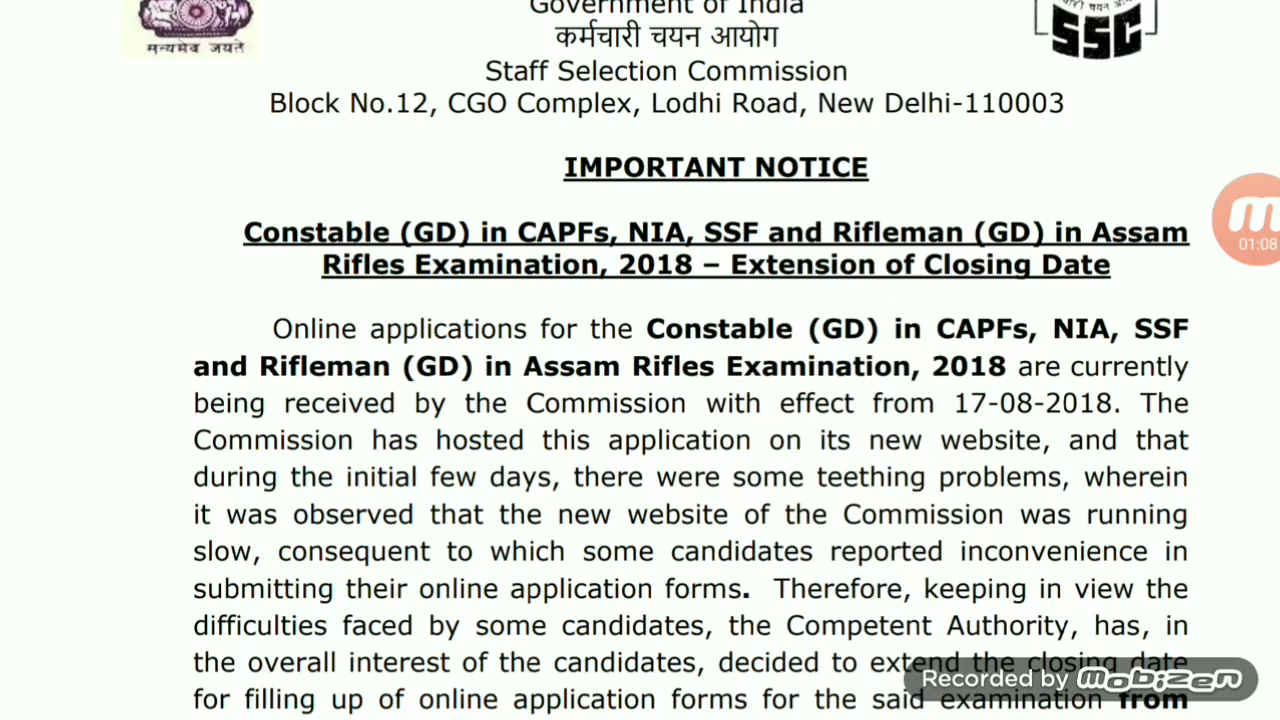 Government of India
सत्यमेव जयते
कर्मचारी चयन आयोग
SSC
Staff Selection Commission
Block No.12, CGO Complex, Lodhi Road, New Delhi-110003
IMPORTANT NOTICE
Constable (GD) in CAPFs, NIA, SSF and Rifleman (GD) in Assam
Rifles Examination, 2018 – Extension of Closing Date
01:08
Online applications for the Constable (GD) in CAPFs, NIA, SSF
and Rifleman (GD) in Assam Rifles Examination, 2018 are currently
being received by the Commission with effect from 17-08-2018. The
Commission has hosted this application on its new website, and that
during the initial few days, there were some teething problems, wherein
it was observed that the new website of the Commission was running
slow, consequent to which some candidates reported inconvenience in
submitting their online application forms. Therefore, keeping in view the
difficulties faced by some candidates, the Competent Authority, has, in
the overall interest of the candidates, decided to extend the closing date
for filling up of online application forms for the said examination from
Recorded by mobizen